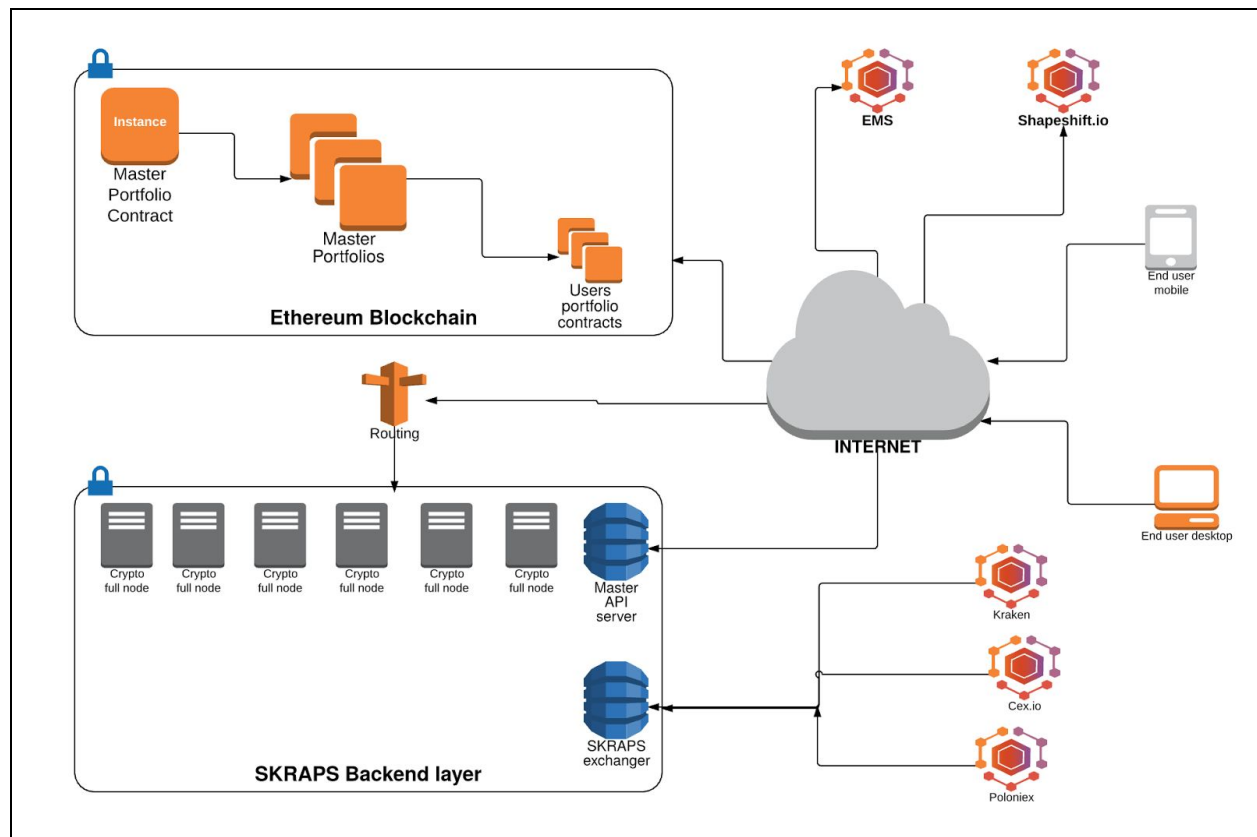 Instance
Master
Portfolio
Contract
Master
Portfolios
Users
portfolio
contracts
Ethereum Blockchain
EMS
Shapeshift.io
End user
mobile
Routing
INTERNET
End user desktop
Crypto
full node
Crypto
full node
Crypto
full node
Crypto
full node
Crypto
full node
Crypto
full node
Master
API
server
SKRAPS
exchanger
SKRAPS Backend layer
Kraken
Cex.io
Poloniex